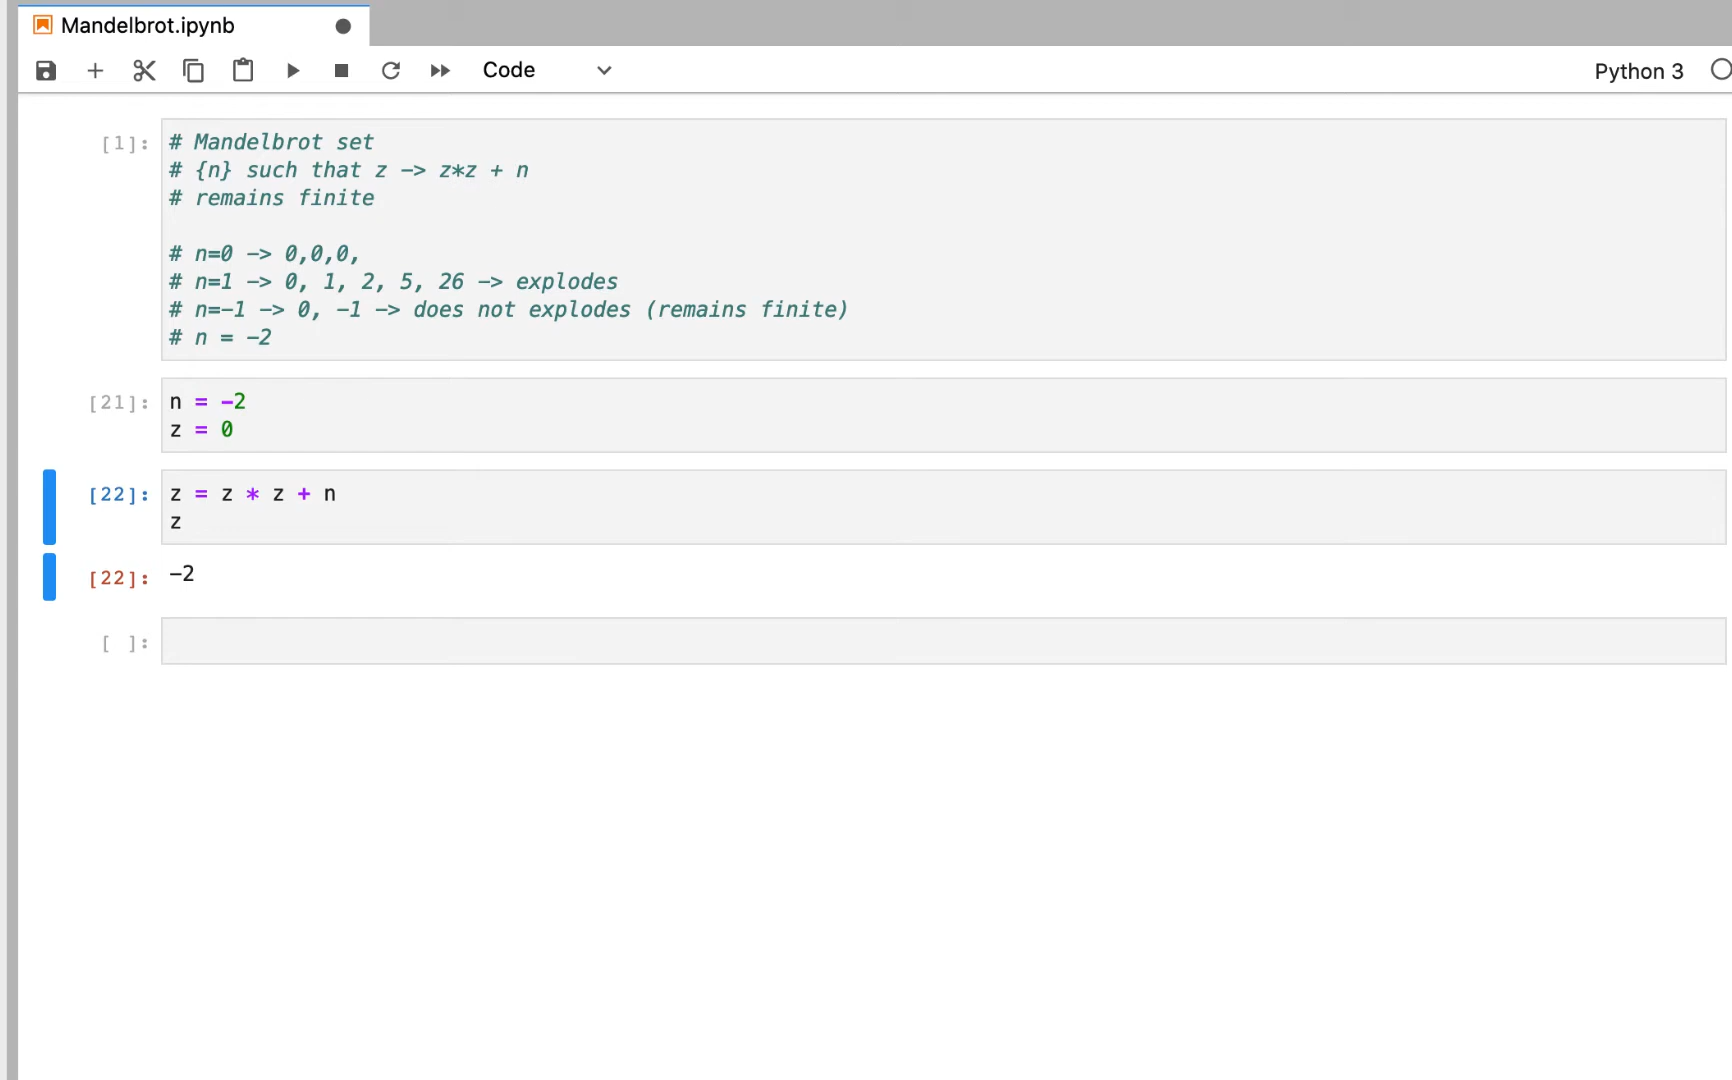 Mandelbrot.ipynb
Code
Python 3
[1]:
# Mandelbrot set
# {n} such that z -> z*z + n
# remains finite
# n=0 -> 0,0,0,
# n=1 -> 0, 1, 2, 5, 26 -> explodes
# n=-1 -> 0, -1 -> does not explodes (remains finite)
# n = -2
[21]:
n = -2
z = 0
[22]:
z = z * z + n
z
[22]: -2
[ ]: